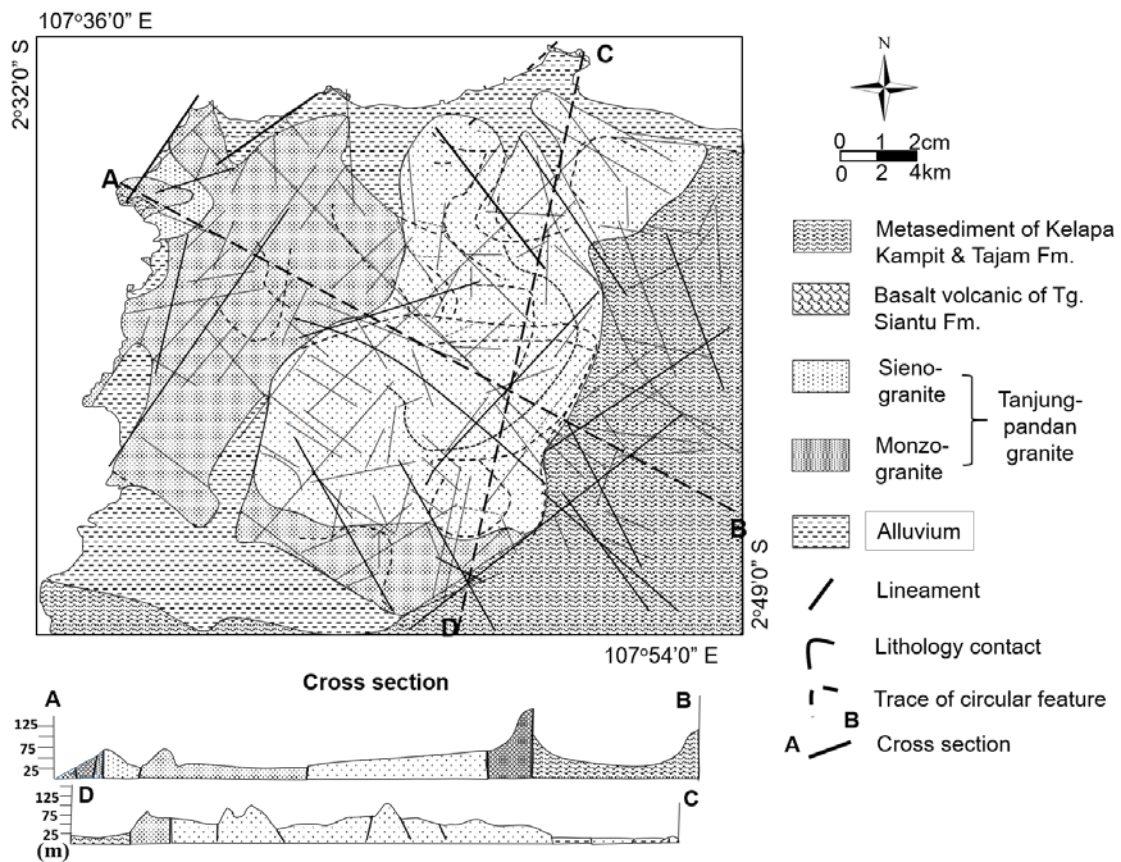 107°36'0" E
2°32'0" S
A
C
B
D
2°49'0" S
107°54'0" E
N
0 1 2cm
0 2 4km
Metasediment of Kelapa
Kampit & Tajam Fm.
Basalt volcanic of Tg.
Siantu Fm.
Sieno-
granite
Monzo-
granite
Tanjung-
pandan
granite
Alluvium
Lineament
Lithology contact
Trace of circular feature
A B
Cross section
Cross section
A B
125
75
25
D C
125
75
25
(m)